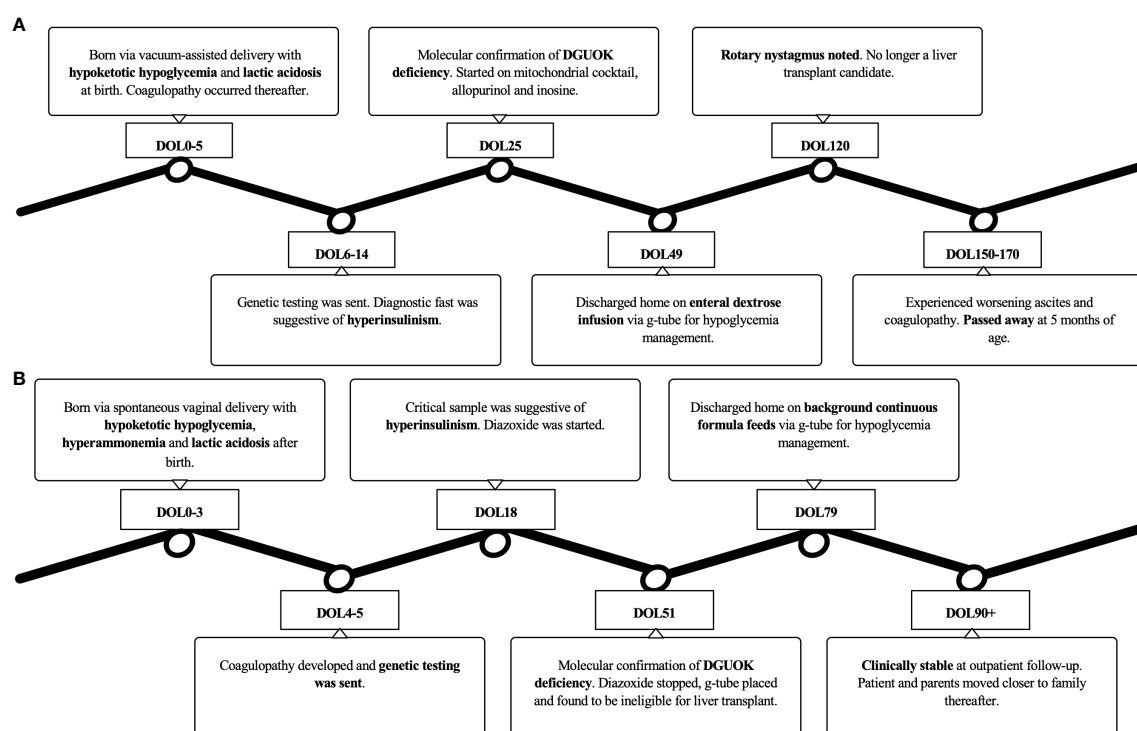 A
Born via vacuum-assisted delivery with
hypoketotic hypoglycemia and lactic acidosis
at birth. Coagulopathy occurred thereafter.
DOL0-5
Molecular confirmation of DGUOK
deficiency. Started on mitochondrial cocktail,
allopurinol and inosine.
DOL25
Rotary nystagmus noted. No longer a liver
transplant candidate.
DOL120
DOL6-14
Genetic testing was sent. Diagnostic fast was
suggestive of hyperinsulinism.
DOL49
Discharged home on enteral dextrose
infusion via g-tube for hypoglycemia
management.
DOL150-170
Experienced worsening ascites and
coagulopathy. Passed away at 5 months of
age.
B
Born via spontaneous vaginal delivery with
hypoketotic hypoglycemia,
hyperammonemia and lactic acidosis after
birth.
DOL0-3
Critical sample was suggestive of
hyperinsulinism. Diazoxide was started.
DOL18
Discharged home on background continuous
formula feeds via g-tube for hypoglycemia
management.
DOL79
DOL4-5
Coagulopathy developed and genetic testing
was sent.
DOL51
Molecular confirmation of DGUOK
deficiency. Diazoxide stopped, g-tube placed
and found to be ineligible for liver transplant.
DOL90+
Clinically stable at outpatient follow-up.
Patient and parents moved closer to family
thereafter.